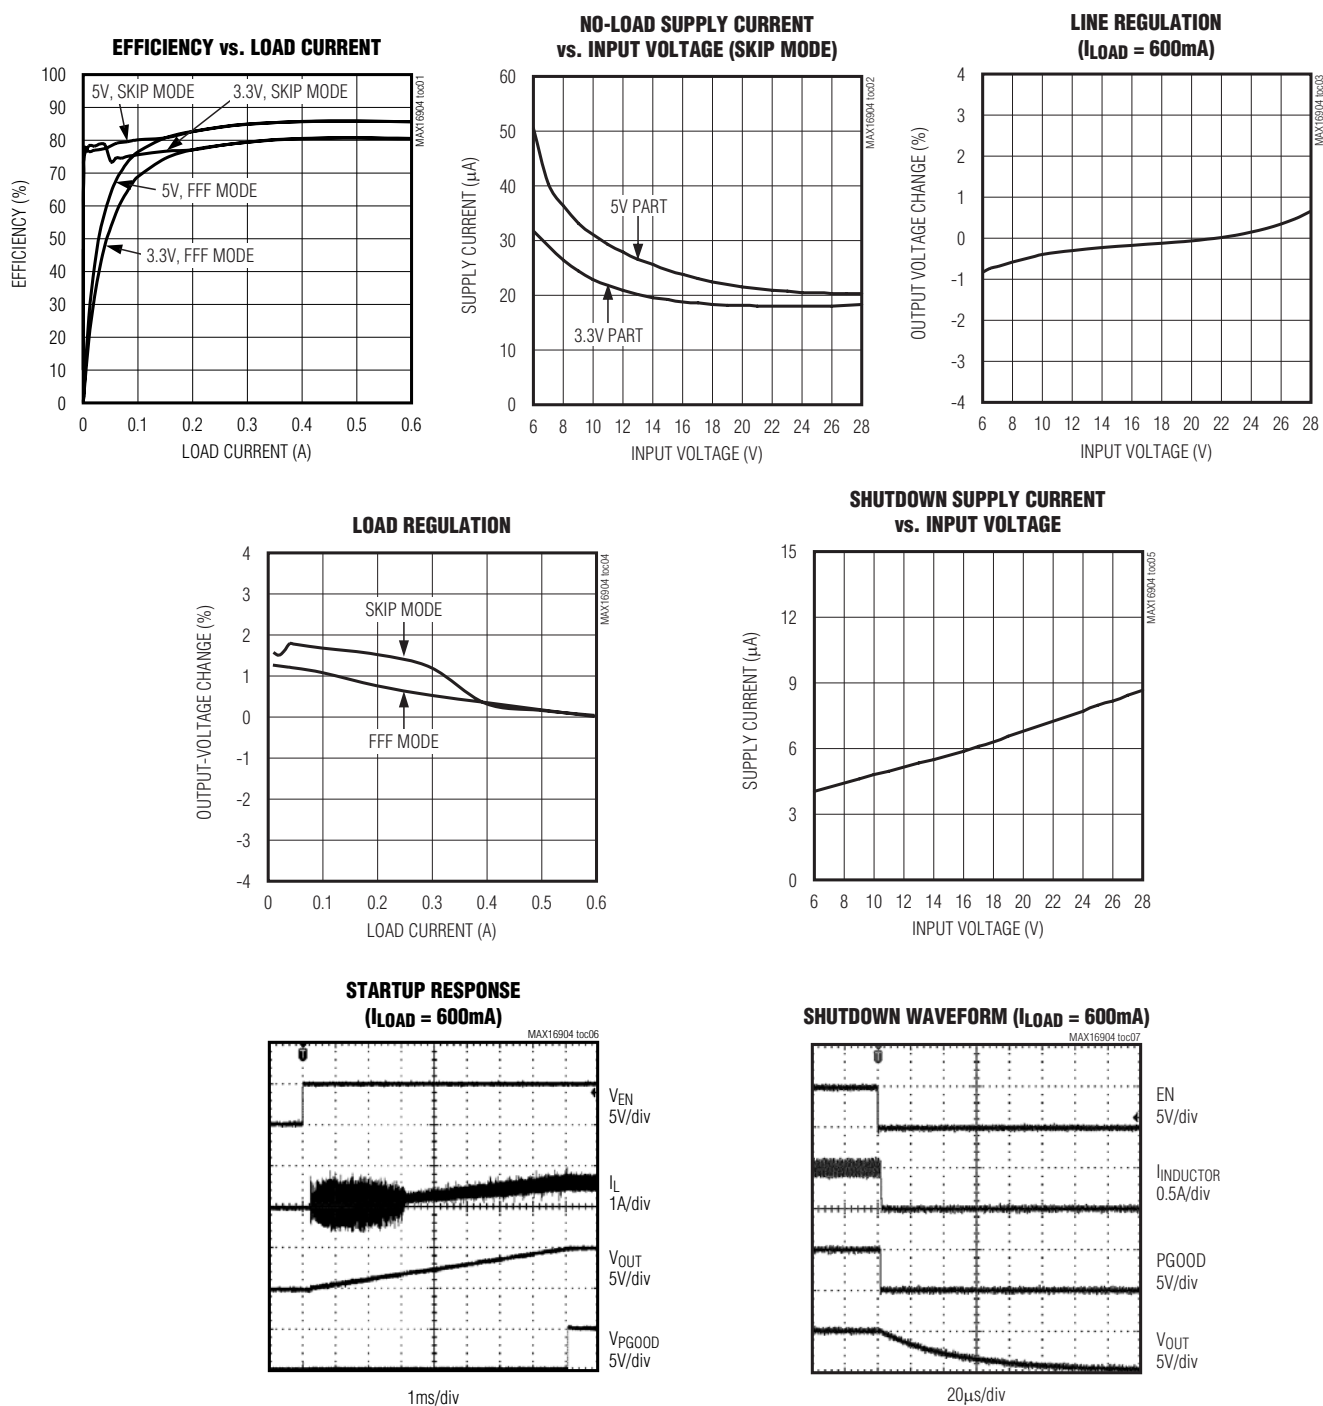 EFFICIENCY vs. LOAD CURRENT
100
90
80
70
60
50
40
30
20
10
0
EFFICIENCY (%)
5V, SKIP MODE
3.3V, SKIP MODE
5V, FFF MODE
3.3V, FFF MODE
MAX16904 toc01
0 0.1 0.2 0.3 0.4 0.5 0.6
LOAD CURRENT (A)
NO-LOAD SUPPLY CURRENT
vs. INPUT VOLTAGE (SKIP MODE)
60
50
40
30
20
10
0
SUPPLY CURRENT (µA)
5V PART
3.3V PART
MAX16904 toc02
6 8 10 11 12 14 16 18 20 22 24 26 28
INPUT VOLTAGE (V)
LINE REGULATION
(ILOAD = 600mA)
4
3
2
1
0
-1
-2
-3
-4
OUTPUT VOLTAGE CHANGE (%)
MAX16904 toc03
6 8 10 12 14 16 18 20 22 24 26 28
INPUT VOLTAGE (V)
LOAD REGULATION
4
3
2
1
0
-1
-2
-3
-4
OUTPUT-VOLTAGE CHANGE (%)
SKIP MODE
FFF MODE
MAX16904 toc04
0 0.1 0.2 0.3 0.4 0.5 0.6
LOAD CURRENT (A)
SHUTDOWN SUPPLY CURRENT
vs. INPUT VOLTAGE
15
12
9
6
3
0
SUPPLY CURRENT (µA)
MAX16904 toc05
6 8 10 12 14 16 18 20 22 24 26 28
INPUT VOLTAGE (V)
STARTUP RESPONSE
(ILOAD = 600mA)
MAX16904 toc06
T
VEN
5V/div
IL
1A/div
VOUT
5V/div
VPGOOD
5V/div
1ms/div
SHUTDOWN WAVEFORM (ILOAD = 600mA)
MAX16904 toc07
T
EN
5V/div
IINDUCTOR
0.5A/div
PGOOD
5V/div
VOUT
5V/div
20µs/div